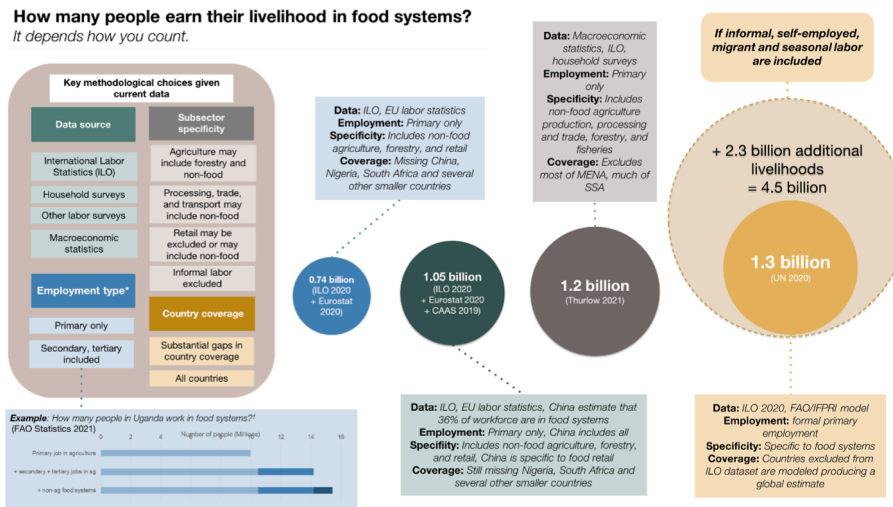 How many people earn their livelihood in food systems?
It depends how you count.
Key methodological choices given
current data
Data source
International Labor
Statistics (ILO)
Household surveys
Other labor surveys
Macroeconomic
statistics
Employment type*
Primary only
Secondary, tertiary
included
Subsector
specificity
Agriculture may
include forestry and
non-food
Processing, trade,
and transport may
include non-food
Retail may be
excluded or may
include non-food
Informal labor
excluded
Country coverage
Substantial gaps in
country coverage
All countries
Example: How many people in Uganda work in food systems?†
(FAO Statistics 2021)
Number of people (Millions)
0 2 4 6 8 10 12 14 16
Primary job in agriculture
+ secondary + tertiary jobs in ag
+ non-ag food systems
Data: ILO, EU labor statistics
Employment: Primary only
Specificity: Includes non-food
agriculture, forestry, and retail
Coverage: Missing China,
Nigeria, South Africa and several
other smaller countries
0.74 billion
(ILO 2020
+ Eurostat
2020)
1.05 billion
(ILO 2020
+ Eurostat 2020
+ CAAS 2019)
Data: ILO, EU labor statistics, China estimate that
36% of workforce are in food systems
Employment: Primary only, China includes all
Specifiity: Includes non-food agriculture, forestry,
and retail, China is specific to food retail
Coverage: Still missing Nigeria, South Africa and
several other smaller countries
Data: Macroeconomic
statistics, ILO,
household surveys
Employment: Primary
only
Specificity: Includes
non-food agriculture
production, processing
and trade, forestry, and
fisheries
Coverage: Excludes
most of MENA, much of
SSA
1.2 billion
(Thurlow 2021)
If informal, self-employed,
migrant and seasonal labor
are included
+ 2.3 billion additional
livelihoods
= 4.5 billion
1.3 billion
(UN 2020)
Data: ILO 2020, FAO/IFPRI model
Employment: formal primary
employment
Specificity: Specific to food systems
Coverage: Countries excluded from
ILO dataset are modeled producing a
global estimate